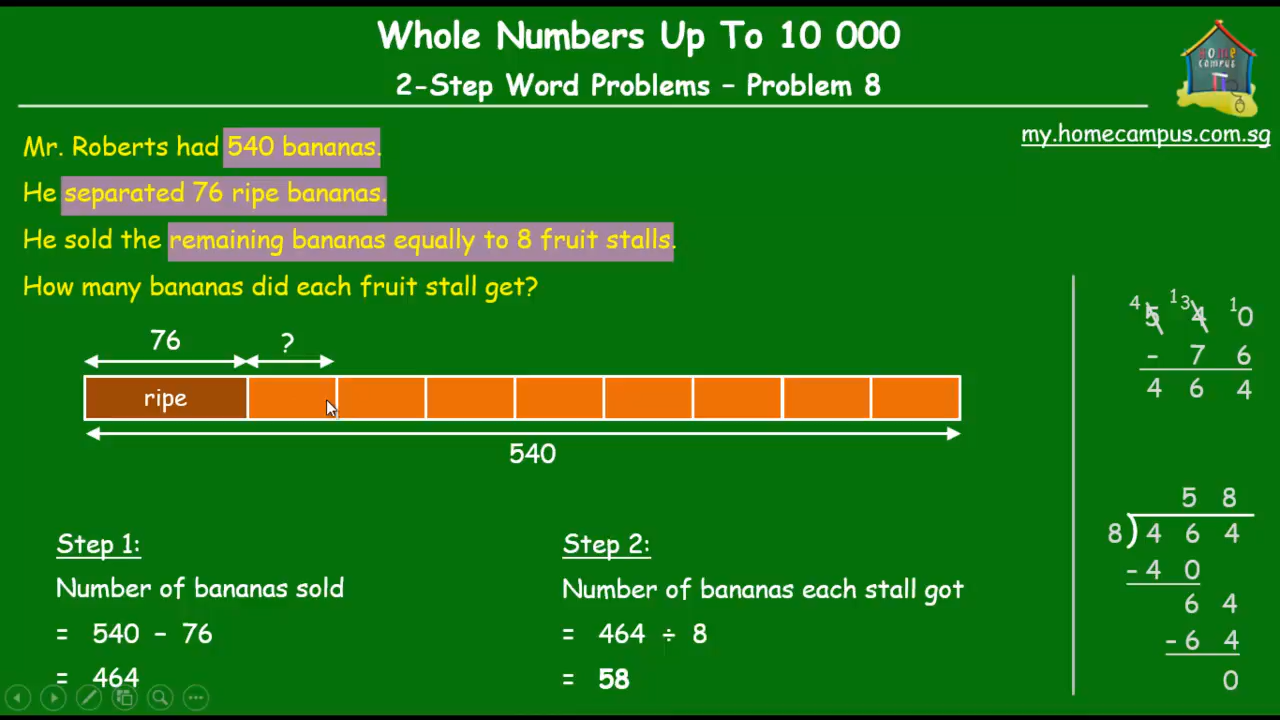 Whole Numbers Up To 10 000
2-Step Word Problems – Problem 8
HOME
campus
my.homecampus.com.sg
Mr. Roberts had 540 bananas.
He separated 76 ripe bananas.
He sold the remaining bananas equally to 8 fruit stalls.
How many bananas did each fruit stall get?
76 ?
ripe
540
Step 1:
Number of bananas sold
= 540 – 76
= 464
Step 2:
Number of bananas each stall got
= 464 ÷ 8
= 58
4 13 1
5 4 0
- 7 6
4 6 4
5 8
8) 4 6 4
- 4 0
6 4
- 6 4
0